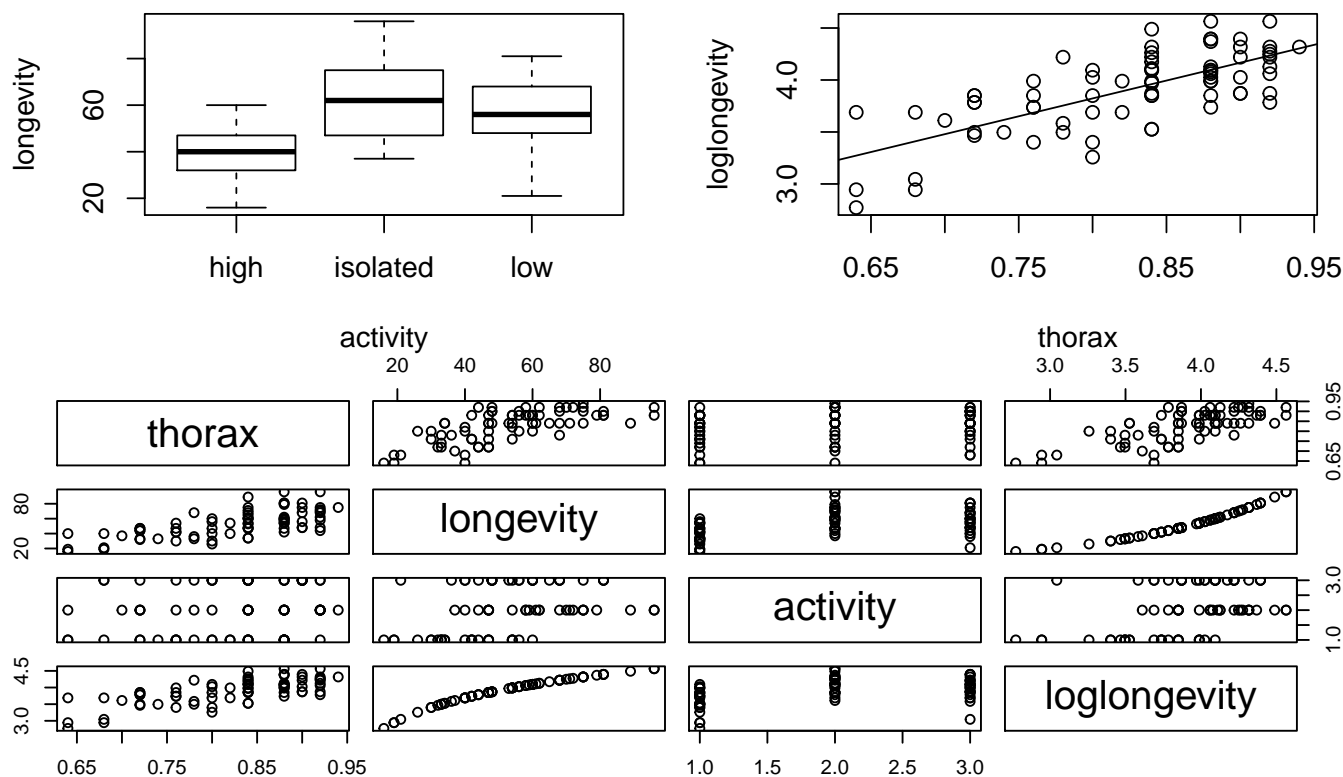 longevity
20
60
high isolated low
activity
loglongevity
3.0
4.0
0.65 0.75 0.85 0.95
thorax
20 40 60 80
3.0 3.5 4.0 4.5
thorax
0.65
0.95
20
80
longevity
activity
1.0
3.0
3.0
4.5
loglongevity
0.65 0.75 0.85 0.95
1.0 1.5 2.0 2.5 3.0